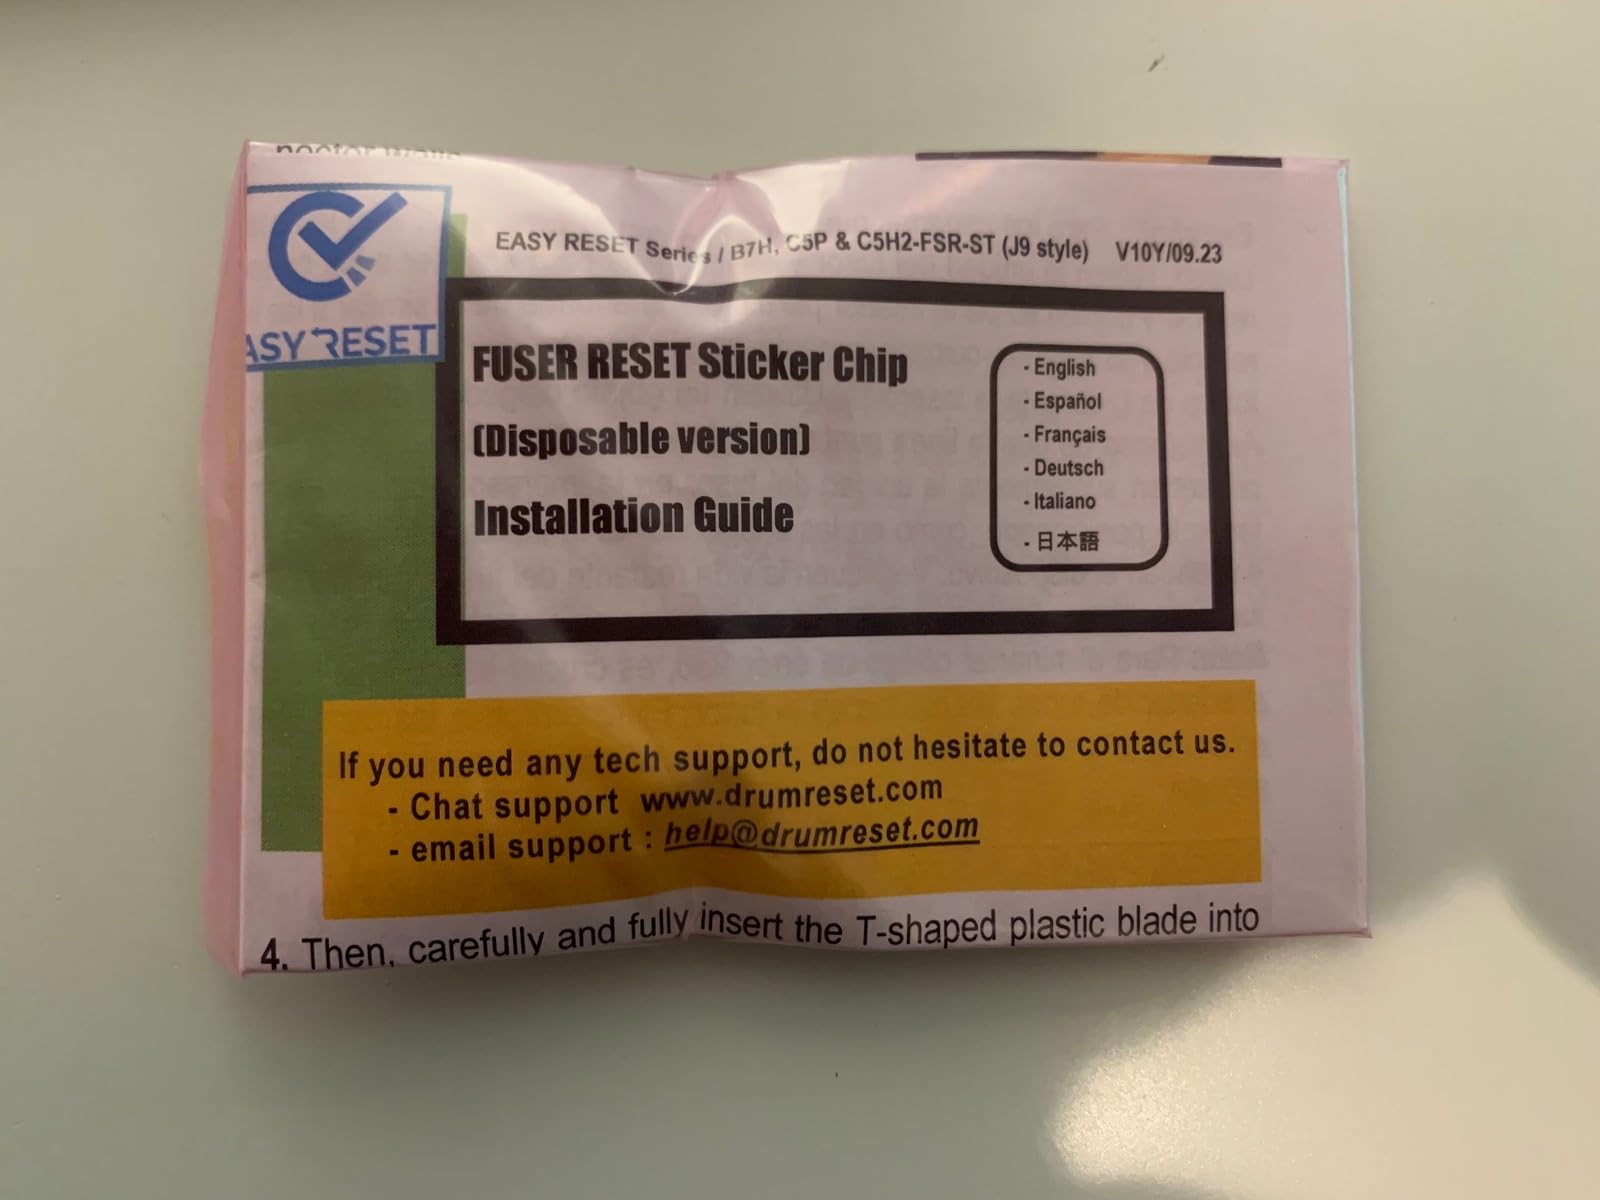 EASY RESET Series / B7H, C5P & C5H2-FSR-ST (J9 style) V10Y/09.23
ASY RESET
FUSER RESET Sticker Chip
(Disposable version)
Installation Guide
- English
- Español
- Français
- Deutsch
- Italiano
- 日本語
If you need any tech support, do not hesitate to contact us.
- Chat support www.drumreset.com
- email support : help@drumreset.com
4. Then, carefully and fully insert the T-shaped plastic blade into